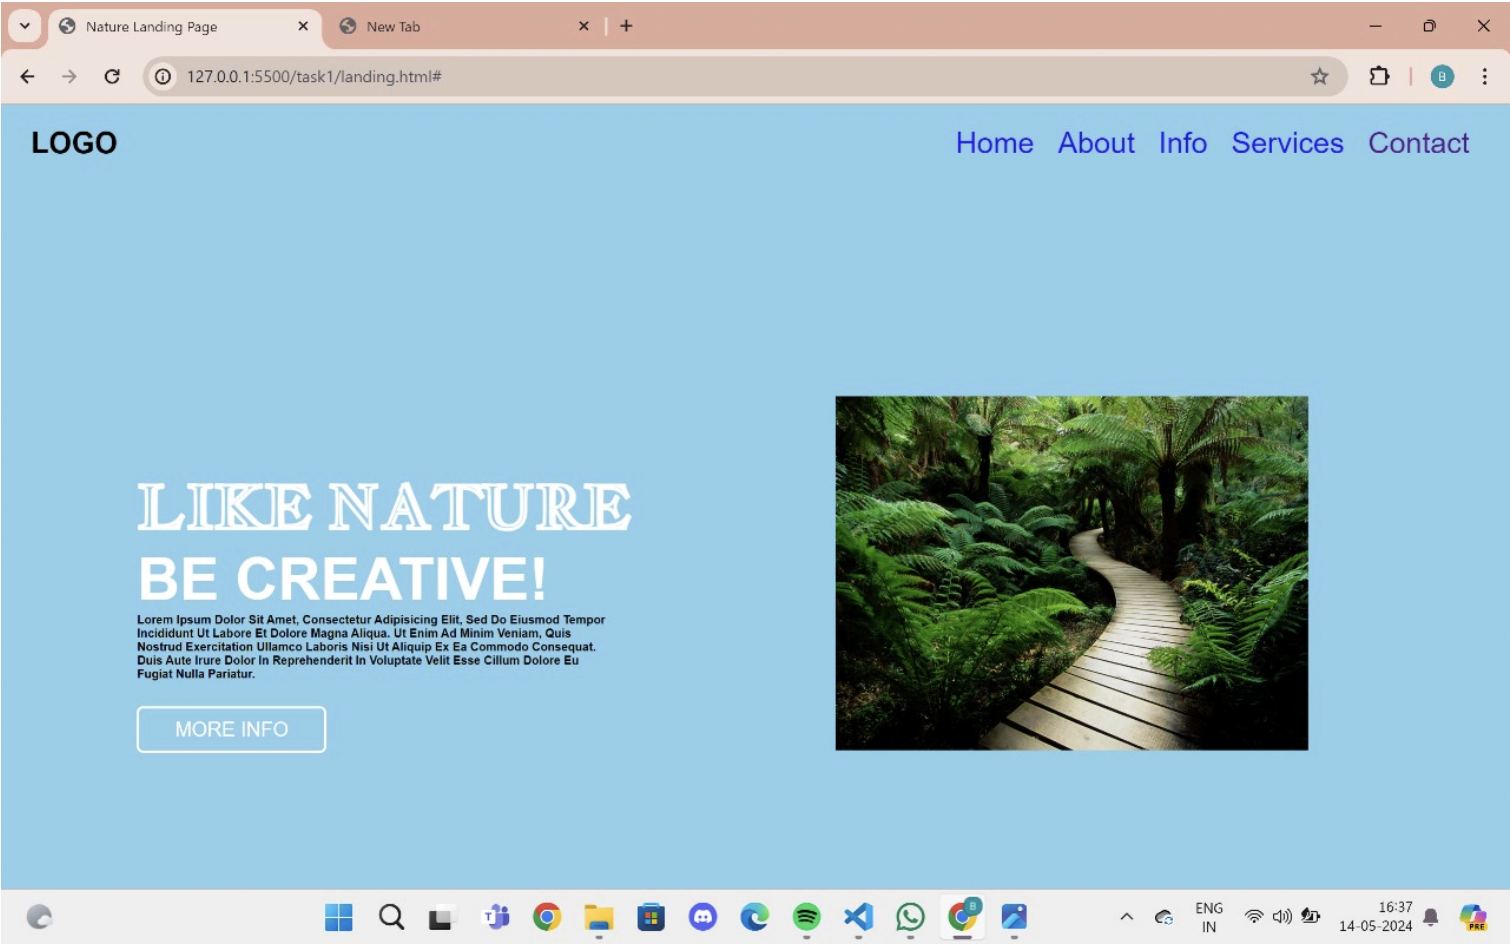 Nature Landing Page
New Tab
127.0.0.1:5500/task1/landing.html#
B
LOGO
Home About Info Services Contact
LIKE NATURE
BE CREATIVE!
Lorem Ipsum Dolor Sit Amet, Consectetur Adipisicing Elit, Sed Do Eiusmod Tempor
Incididunt Ut Labore Et Dolore Magna Aliqua. Ut Enim Ad Minim Veniam, Quis
Nostrud Exercitation Ullamco Laboris Nisi Ut Aliquip Ex Ea Commodo Consequat.
Duis Aute Irure Dolor In Reprehenderit In Voluptate Velit Esse Cillum Dolore Eu
Fugiat Nulla Pariatur.
MORE INFO
T
B
ENG
IN
16:37
14-05-2024
PRE